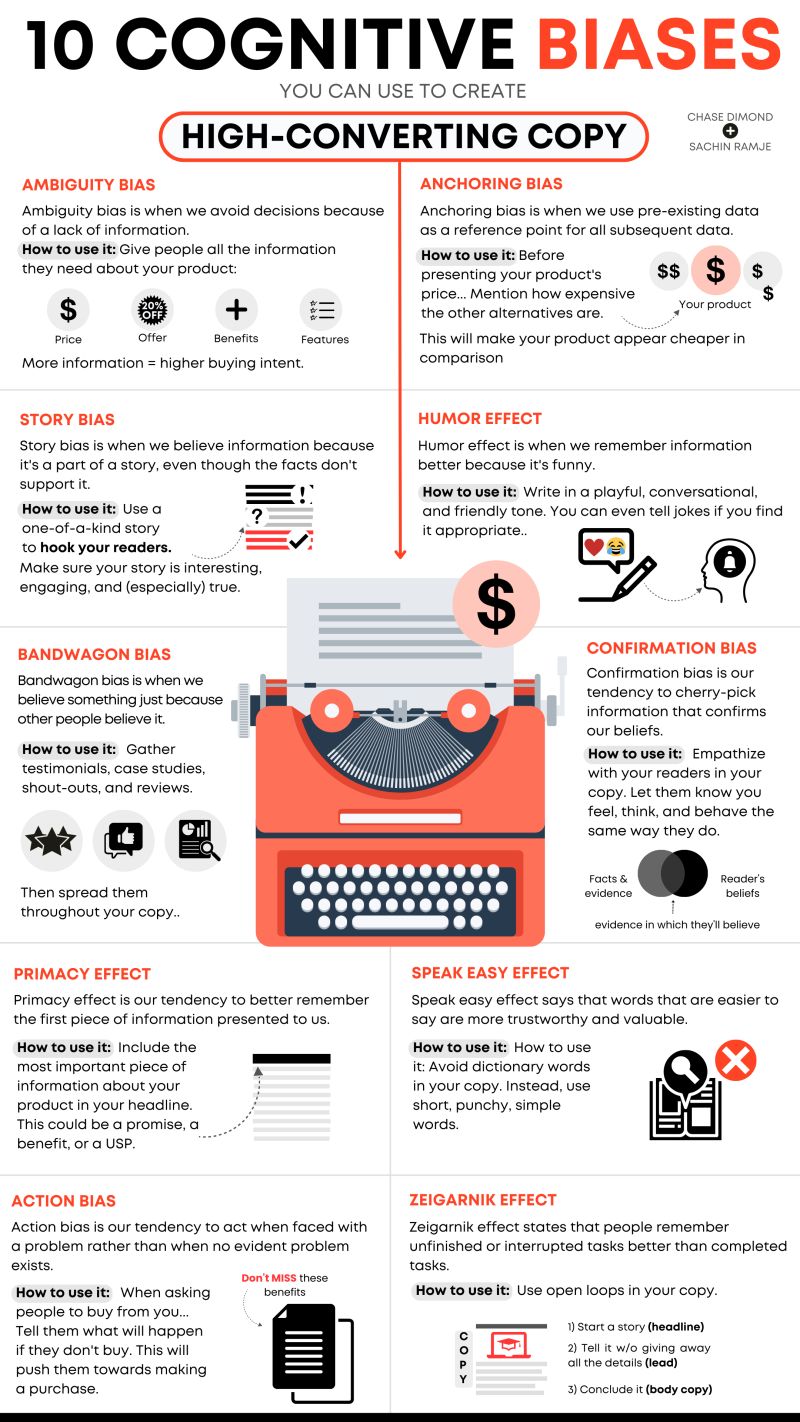 10 COGNITIVE BIASES
YOU CAN USE TO CREATE
HIGH-CONVERTING COPY
CHASE DIMOND
+
SACHIN RAMJE
AMBIGUITY BIAS
Ambiguity bias is when we avoid decisions because
of a lack of information.
How to use it: Give people all the information
they need about your product:
$
20%
OFF
+
Price
Offer
Benefits
Features
More information = higher buying intent.
ANCHORING BIAS
Anchoring bias is when we use pre-existing data
as a reference point for all subsequent data.
How to use it: Before
presenting your product's
price... Mention how expensive
the other alternatives are.
$$
$
$
$
Your product
This will make your product appear cheaper in
comparison
STORY BIAS
Story bias is when we believe information because
it's a part of a story, even though the facts don't
support it.
How to use it: Use a
one-of-a-kind story
to hook your readers.
Make sure your story is interesting,
engaging, and (especially) true.
!
?
HUMOR EFFECT
Humor effect is when we remember information
better because it's funny.
How to use it: Write in a playful, conversational,
and friendly tone. You can even tell jokes if you find
it appropriate..
$
BANDWAGON BIAS
Bandwagon bias is when we
believe something just because
other people believe it.
How to use it: Gather
testimonials, case studies,
shout-outs, and reviews.
Then spread them
throughout your copy..
CONFIRMATION BIAS
Confirmation bias is our
tendency to cherry-pick
information that confirms
our beliefs.
How to use it: Empathize
with your readers in your
copy. Let them know you
feel, think, and behave the
same way they do.
Facts &
evidence
Reader's
beliefs
evidence in which they'll believe
PRIMACY EFFECT
Primacy effect is our tendency to better remember
the first piece of information presented to us.
How to use it: Include the
most important piece of
information about your
product in your headline.
This could be a promise, a
benefit, or a USP.
SPEAK EASY EFFECT
Speak easy effect says that words that are easier to
say are more trustworthy and valuable.
How to use it: How to use
it: Avoid dictionary words
in your copy. Instead, use
short, punchy, simple
words.
ACTION BIAS
Action bias is our tendency to act when faced with
a problem rather than when no evident problem
exists.
How to use it: When asking
people to buy from you...
Tell them what will happen
if they don't buy. This will
push them towards making
a purchase.
Don't MISS these
benefits
ZEIGARNIK EFFECT
Zeigarnik effect states that people remember
unfinished or interrupted tasks better than completed
tasks.
How to use it: Use open loops in your copy.
COPY
1) Start a story (headline)
2) Tell it w/o giving away
all the details (lead)
3) Conclude it (body copy)